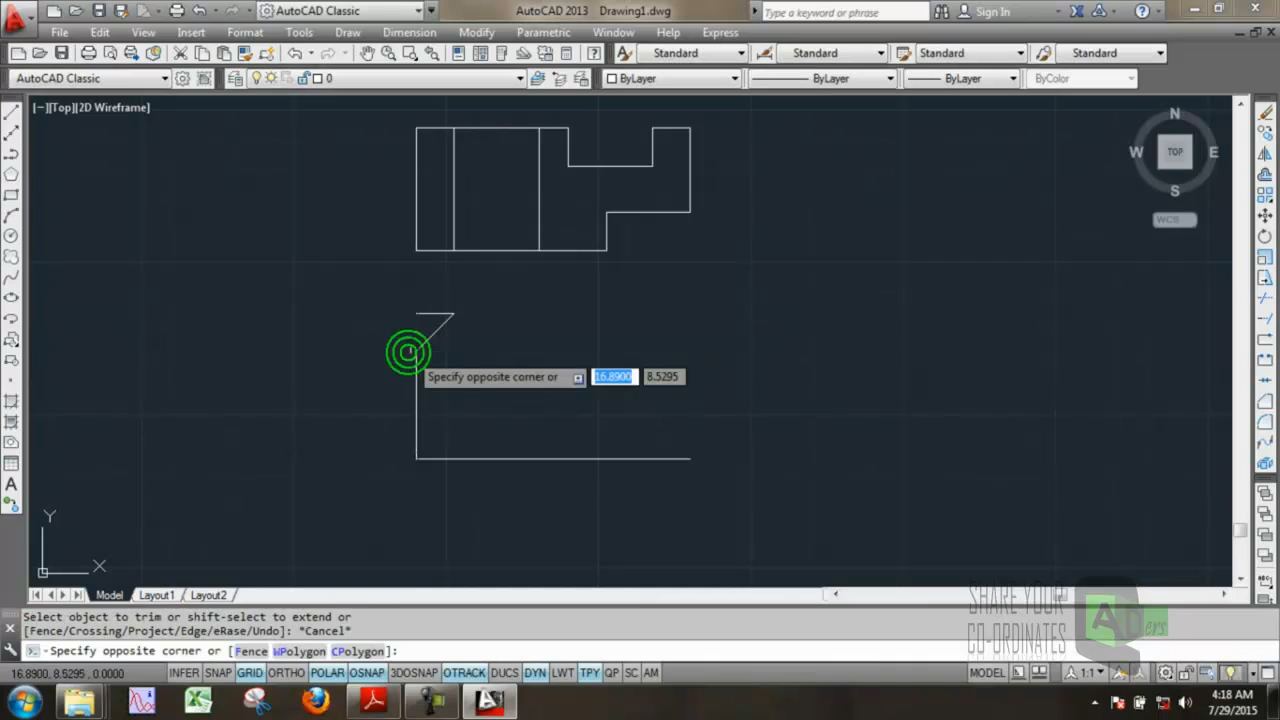 AutoCAD Classic
AutoCAD 2013 Drawing1.dwg
Type a keyword or phrase
Sign In
File Edit View Insert Format Tools Draw Dimension Modify Parametric Window Help Express
Standard Standard Standard Standard
AutoCAD Classic 0 ByLayer ByLayer ByLayer ByColor
[−][Top][2D Wireframe]
N
W TOP E
S
WCS
Specify opposite corner or 16.8900 8.5295
Y
X
A
Model Layout1 Layout2
Select object to trim or shift-select to extend or
[Fence/Crossing/Project/Edge/eRase/Undo]: *Cancel*
Specify opposite corner or [Fence WPolygon CPolygon]:
SHARE YOUR
CO-ORDINATES
16.8900, 8.5295, 0.0000 INFER SNAP GRID ORTHO POLAR OSNAP 3DOSNAP OTRACK DUCS DYN LWT TPY QP SC AM MODEL 1:1
4:18 AM
7/29/2015